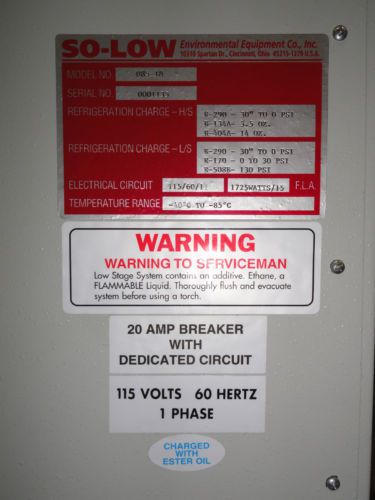 SO-LOW Environmental Equipment Co., Inc.
10310 Spartan Dr., Cincinnati, Ohio 45215-1279 U.S.A.
MODEL NO.
SERIAL NO. 0001135
REFRIGERATION CHARGE – H/S R-290 - 30" TO 0 PSI
R-134A- 3.5 OZ.
R-404A- 14 OZ.
REFRIGERATION CHARGE – L/S R-290 - 30" TO 0 PSI
R-170 - 0 TO 30 PSI
R-508B- 130 PSI
ELECTRICAL CIRCUIT 115/60/1 1725WATTS/15 F.L.A.
TEMPERATURE RANGE -40°C TO -85°C
WARNING
WARNING TO SERVICEMAN
Low Stage System contains an additive. Ethane, a
FLAMMABLE Liquid. Thoroughly flush and evacuate
system before using a torch.
20 AMP BREAKER
WITH
DEDICATED CIRCUIT
115 VOLTS 60 HERTZ
1 PHASE
CHARGED
WITH
ESTER OIL